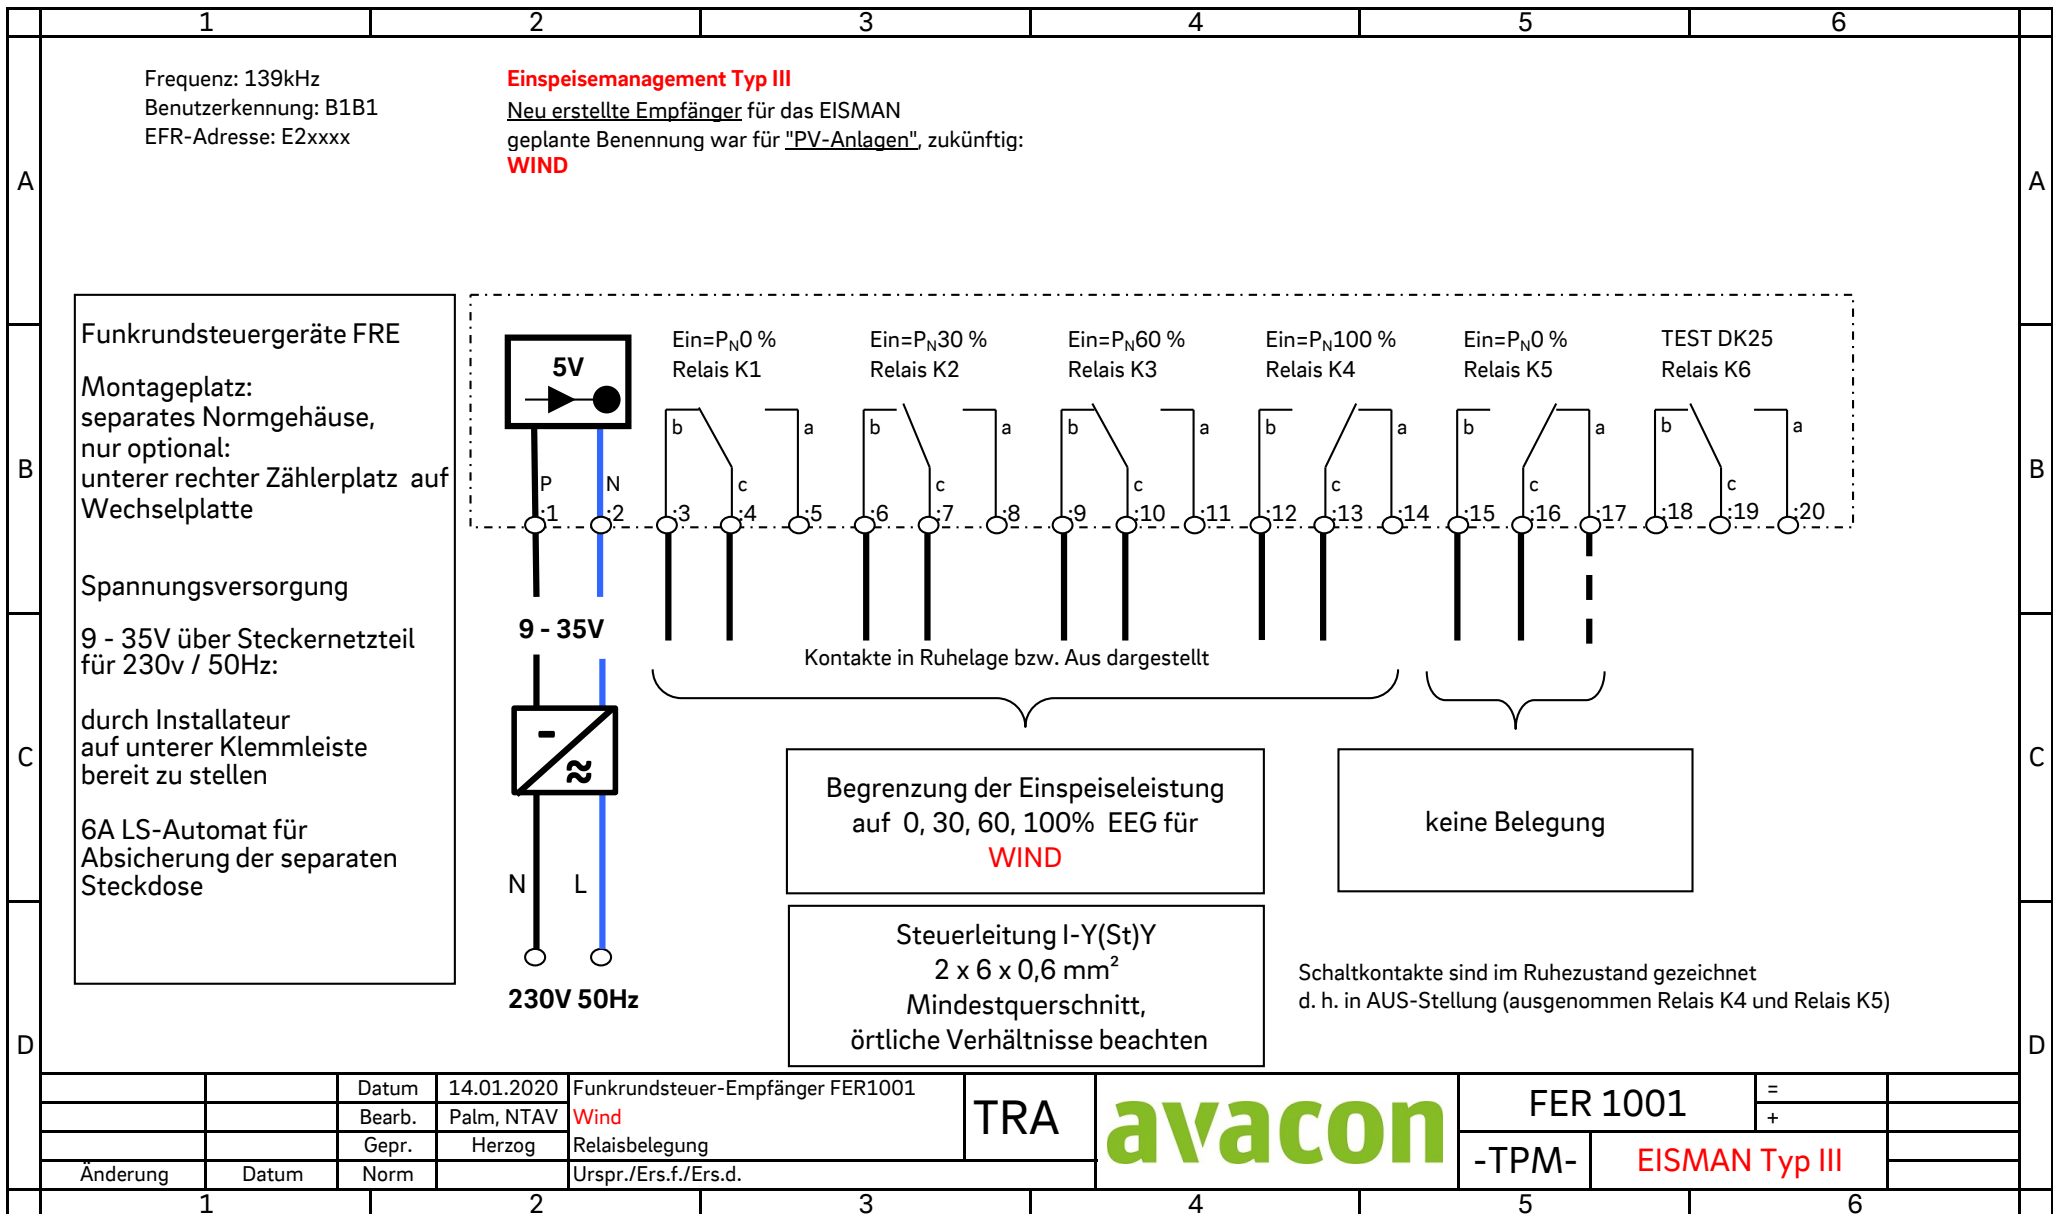 1 2 3 4 5 6
Frequenz: 139kHz
Benutzerkennung: B1B1
EFR-Adresse: E2xxxx
Einspeisemanagement Typ III
Neu erstellte Empfänger für das EISMAN
geplante Benennung war für "PV-Anlagen", zukünftig:
WIND
A A
Funkrundsteuergeräte FRE
Montageplatz:
separates Normgehäuse,
nur optional:
unterer rechter Zählerplatz auf
Wechselplatte
Spannungsversorgung
9 - 35V über Steckernetzteil
für 230v / 50Hz:
durch Installateur
auf unterer Klemmleiste
bereit zu stellen
6A LS-Automat für
Absicherung der separaten
Steckdose
5V
Ein=PN0 % Ein=PN30 % Ein=PN60 % Ein=PN100 % Ein=PN0 % TEST DK25
Relais K1 Relais K2 Relais K3 Relais K4 Relais K5 Relais K6
b a b a b a b a b a b a
B B
P N c c c c c c
:1 :2 :3 :4 :5 :6 :7 :8 :9 :10 :11 :12 :13 :14 :15 :16 :17 :18 :19 :20
9 - 35V
Kontakte in Ruhelage bzw. Aus dargestellt
- ≈
C C
Begrenzung der Einspeiseleistung
auf 0, 30, 60, 100% EEG für
WIND
keine Belegung
N L
230V 50Hz
Steuerleitung I-Y(St)Y
2 x 6 x 0,6 mm²
Mindestquerschnitt,
örtliche Verhältnisse beachten
Schaltkontakte sind im Ruhezustand gezeichnet
d. h. in AUS-Stellung (ausgenommen Relais K4 und Relais K5)
D D
Datum 14.01.2020 Funkrundsteuer-Empfänger FER1001
Bearb. Palm, NTAV Wind
Gepr. Herzog Relaisbelegung
Änderung Datum Norm Urspr./Ers.f./Ers.d.
TRA
avacon
FER 1001
=
+
-TPM- EISMAN Typ III
1 2 3 4 5 6